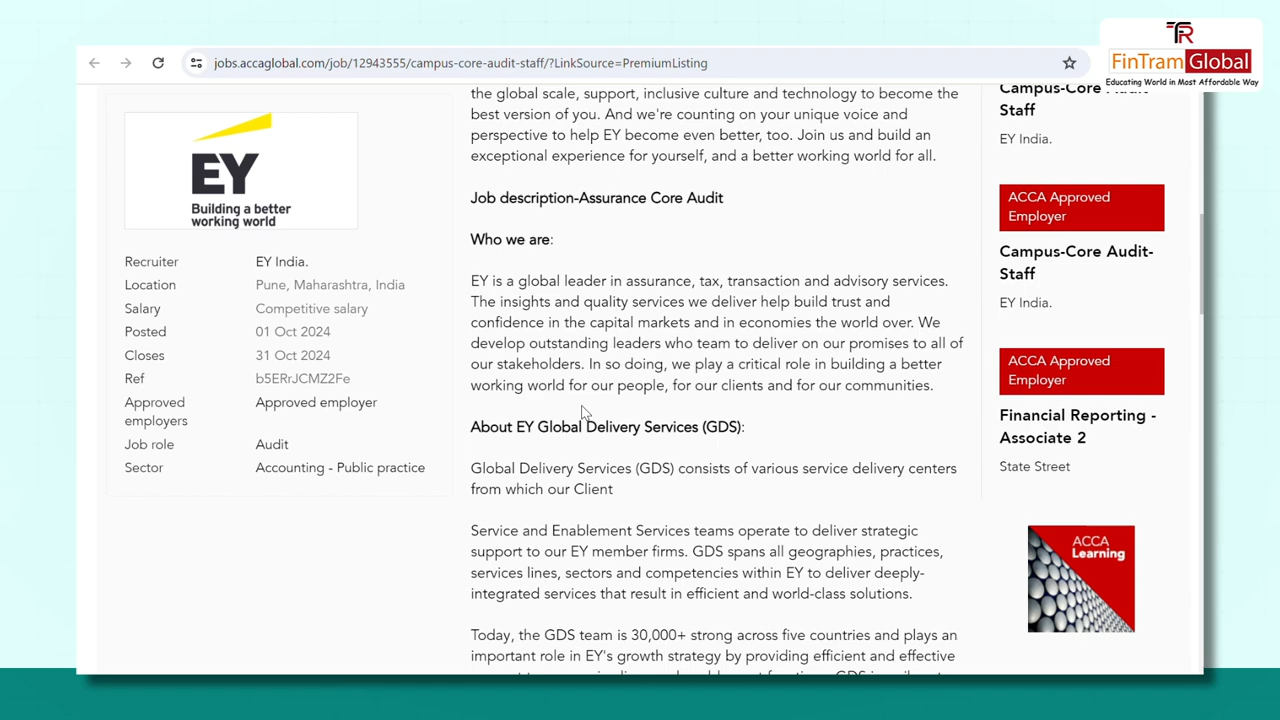 FinTram Global
Educating World in Most Affordable Way
jobs.accaglobal.com/job/12943555/campus-core-audit-staff/?LinkSource=PremiumListing
EY
Building a better
working world
Recruiter EY India.
Location Pune, Maharashtra, India
Salary Competitive salary
Posted 01 Oct 2024
Closes 31 Oct 2024
Ref b5ERrJCMZ2Fe
Approved employers Approved employer
Job role Audit
Sector Accounting - Public practice
the global scale, support, inclusive culture and technology to become the
best version of you. And we're counting on your unique voice and
perspective to help EY become even better, too. Join us and build an
exceptional experience for yourself, and a better working world for all.
Job description-Assurance Core Audit
Who we are:
EY is a global leader in assurance, tax, transaction and advisory services.
The insights and quality services we deliver help build trust and
confidence in the capital markets and in economies the world over. We
develop outstanding leaders who team to deliver on our promises to all of
our stakeholders. In so doing, we play a critical role in building a better
working world for our people, for our clients and for our communities.
About EY Global Delivery Services (GDS):
Global Delivery Services (GDS) consists of various service delivery centers
from which our Client
Service and Enablement Services teams operate to deliver strategic
support to our EY member firms. GDS spans all geographies, practices,
services lines, sectors and competencies within EY to deliver deeply-
integrated services that result in efficient and world-class solutions.
Today, the GDS team is 30,000+ strong across five countries and plays an
important role in EY's growth strategy by providing efficient and effective
Campus-Core Audit-
Staff
EY India.
ACCA Approved
Employer
Campus-Core Audit-
Staff
EY India.
ACCA Approved
Employer
Financial Reporting -
Associate 2
State Street
ACCA
Learning